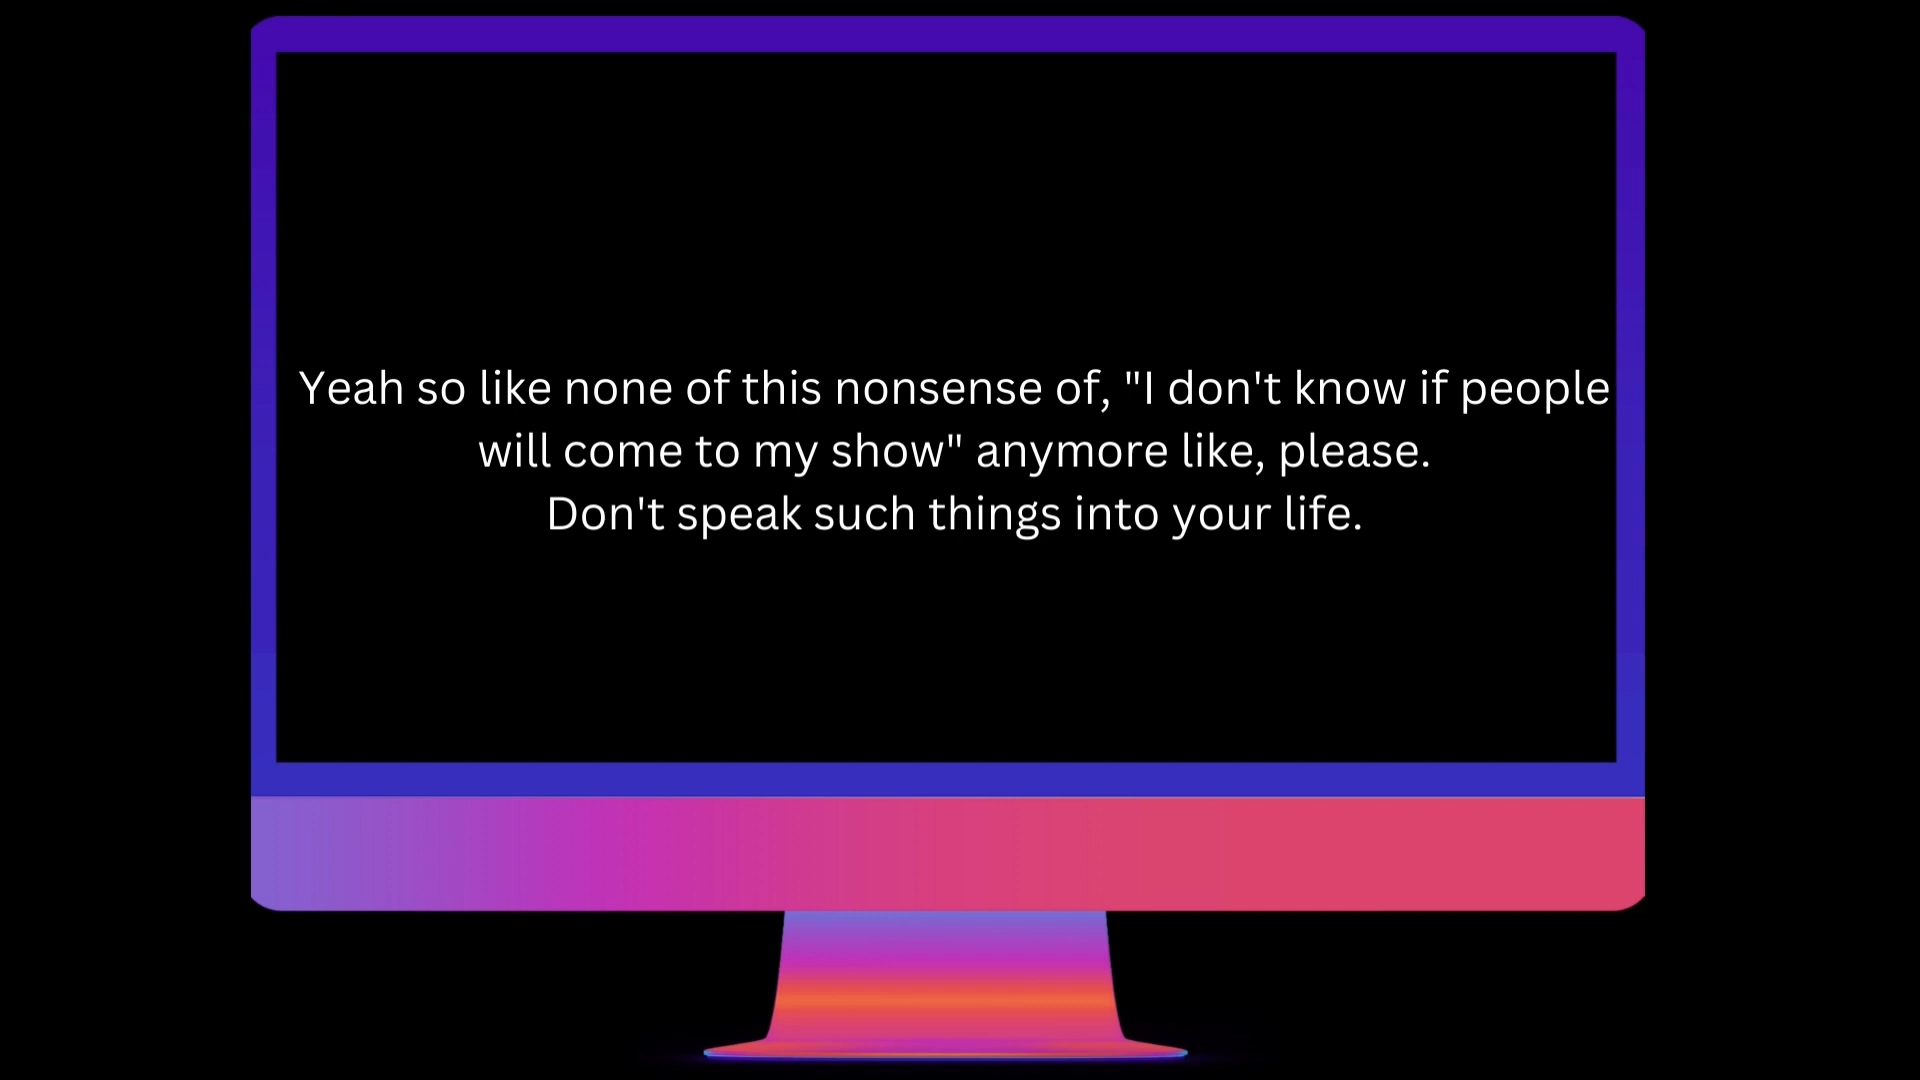 Yeah so like none of this nonsense of, "I don't know if people
will come to my show" anymore like, please.
Don't speak such things into your life.